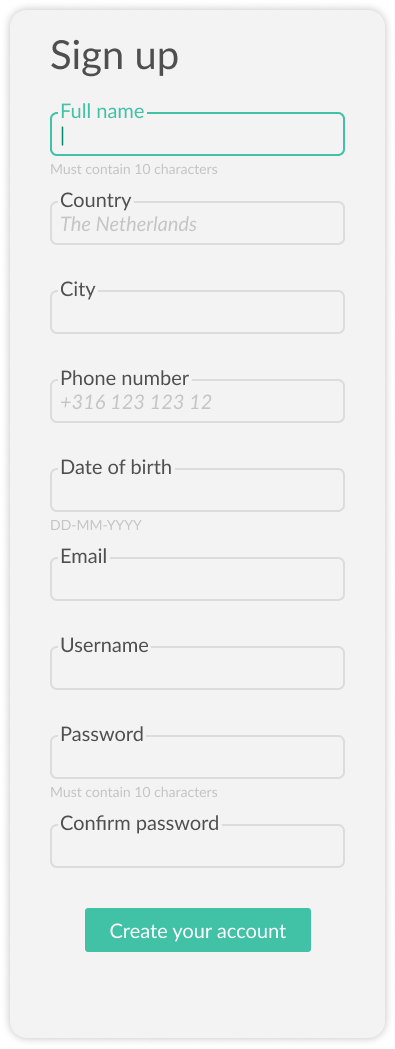 Sign up
Full name
Must contain 10 characters
Country
The Netherlands
City
Phone number
+316 123 123 12
Date of birth
DD-MM-YYYY
Email
Username
Password
Must contain 10 characters
Confirm password
Create your account